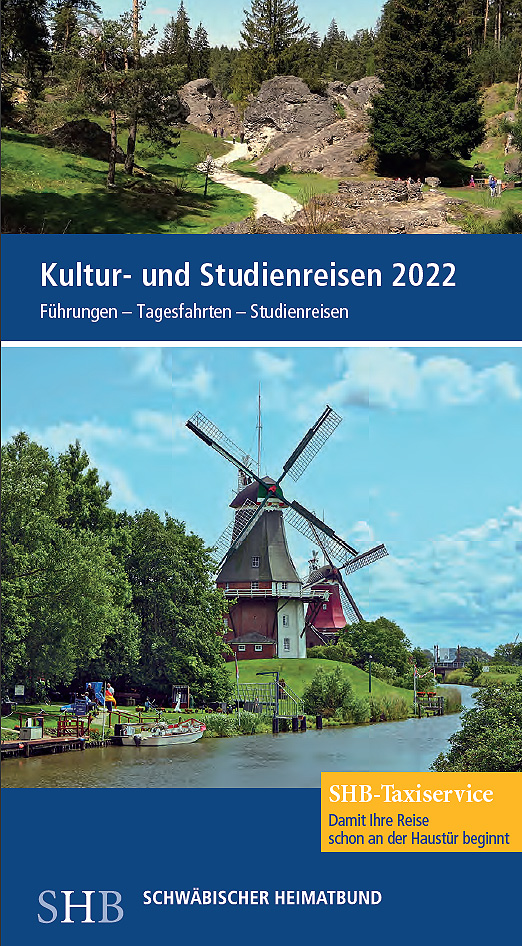 Kultur- und Studienreisen 2022
Führungen – Tagesfahrten – Studienreisen
SHB-Taxiservice
Damit Ihre Reise
schon an der Haustür beginnt
SHB SCHWÄBISCHER HEIMATBUND